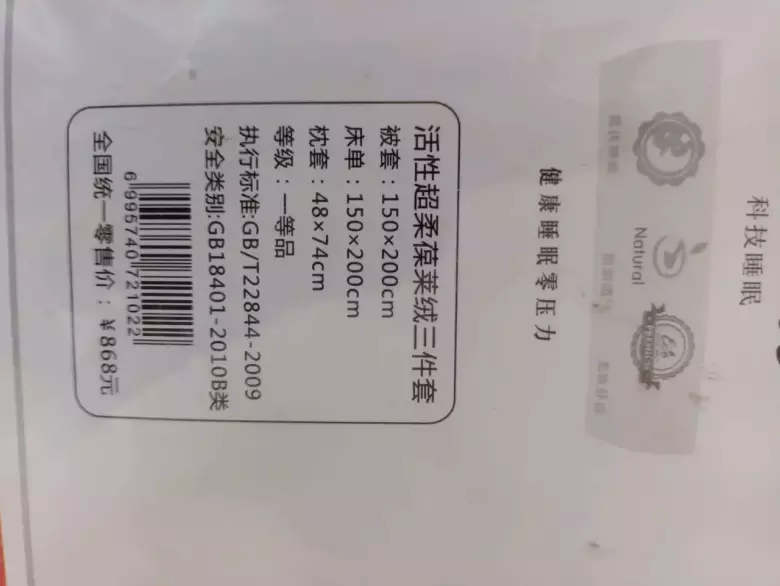 科技睡眠
Natural
健康睡眠零压力
活性超柔葆莱绒三件套
被套：150×200cm
床单：150×200cm
枕套：48×74cm
等级：一等品
执行标准:GB/T22844-2009
安全类别:GB18401-2010B类
6 995740 721022
全国统一零售价：￥868元